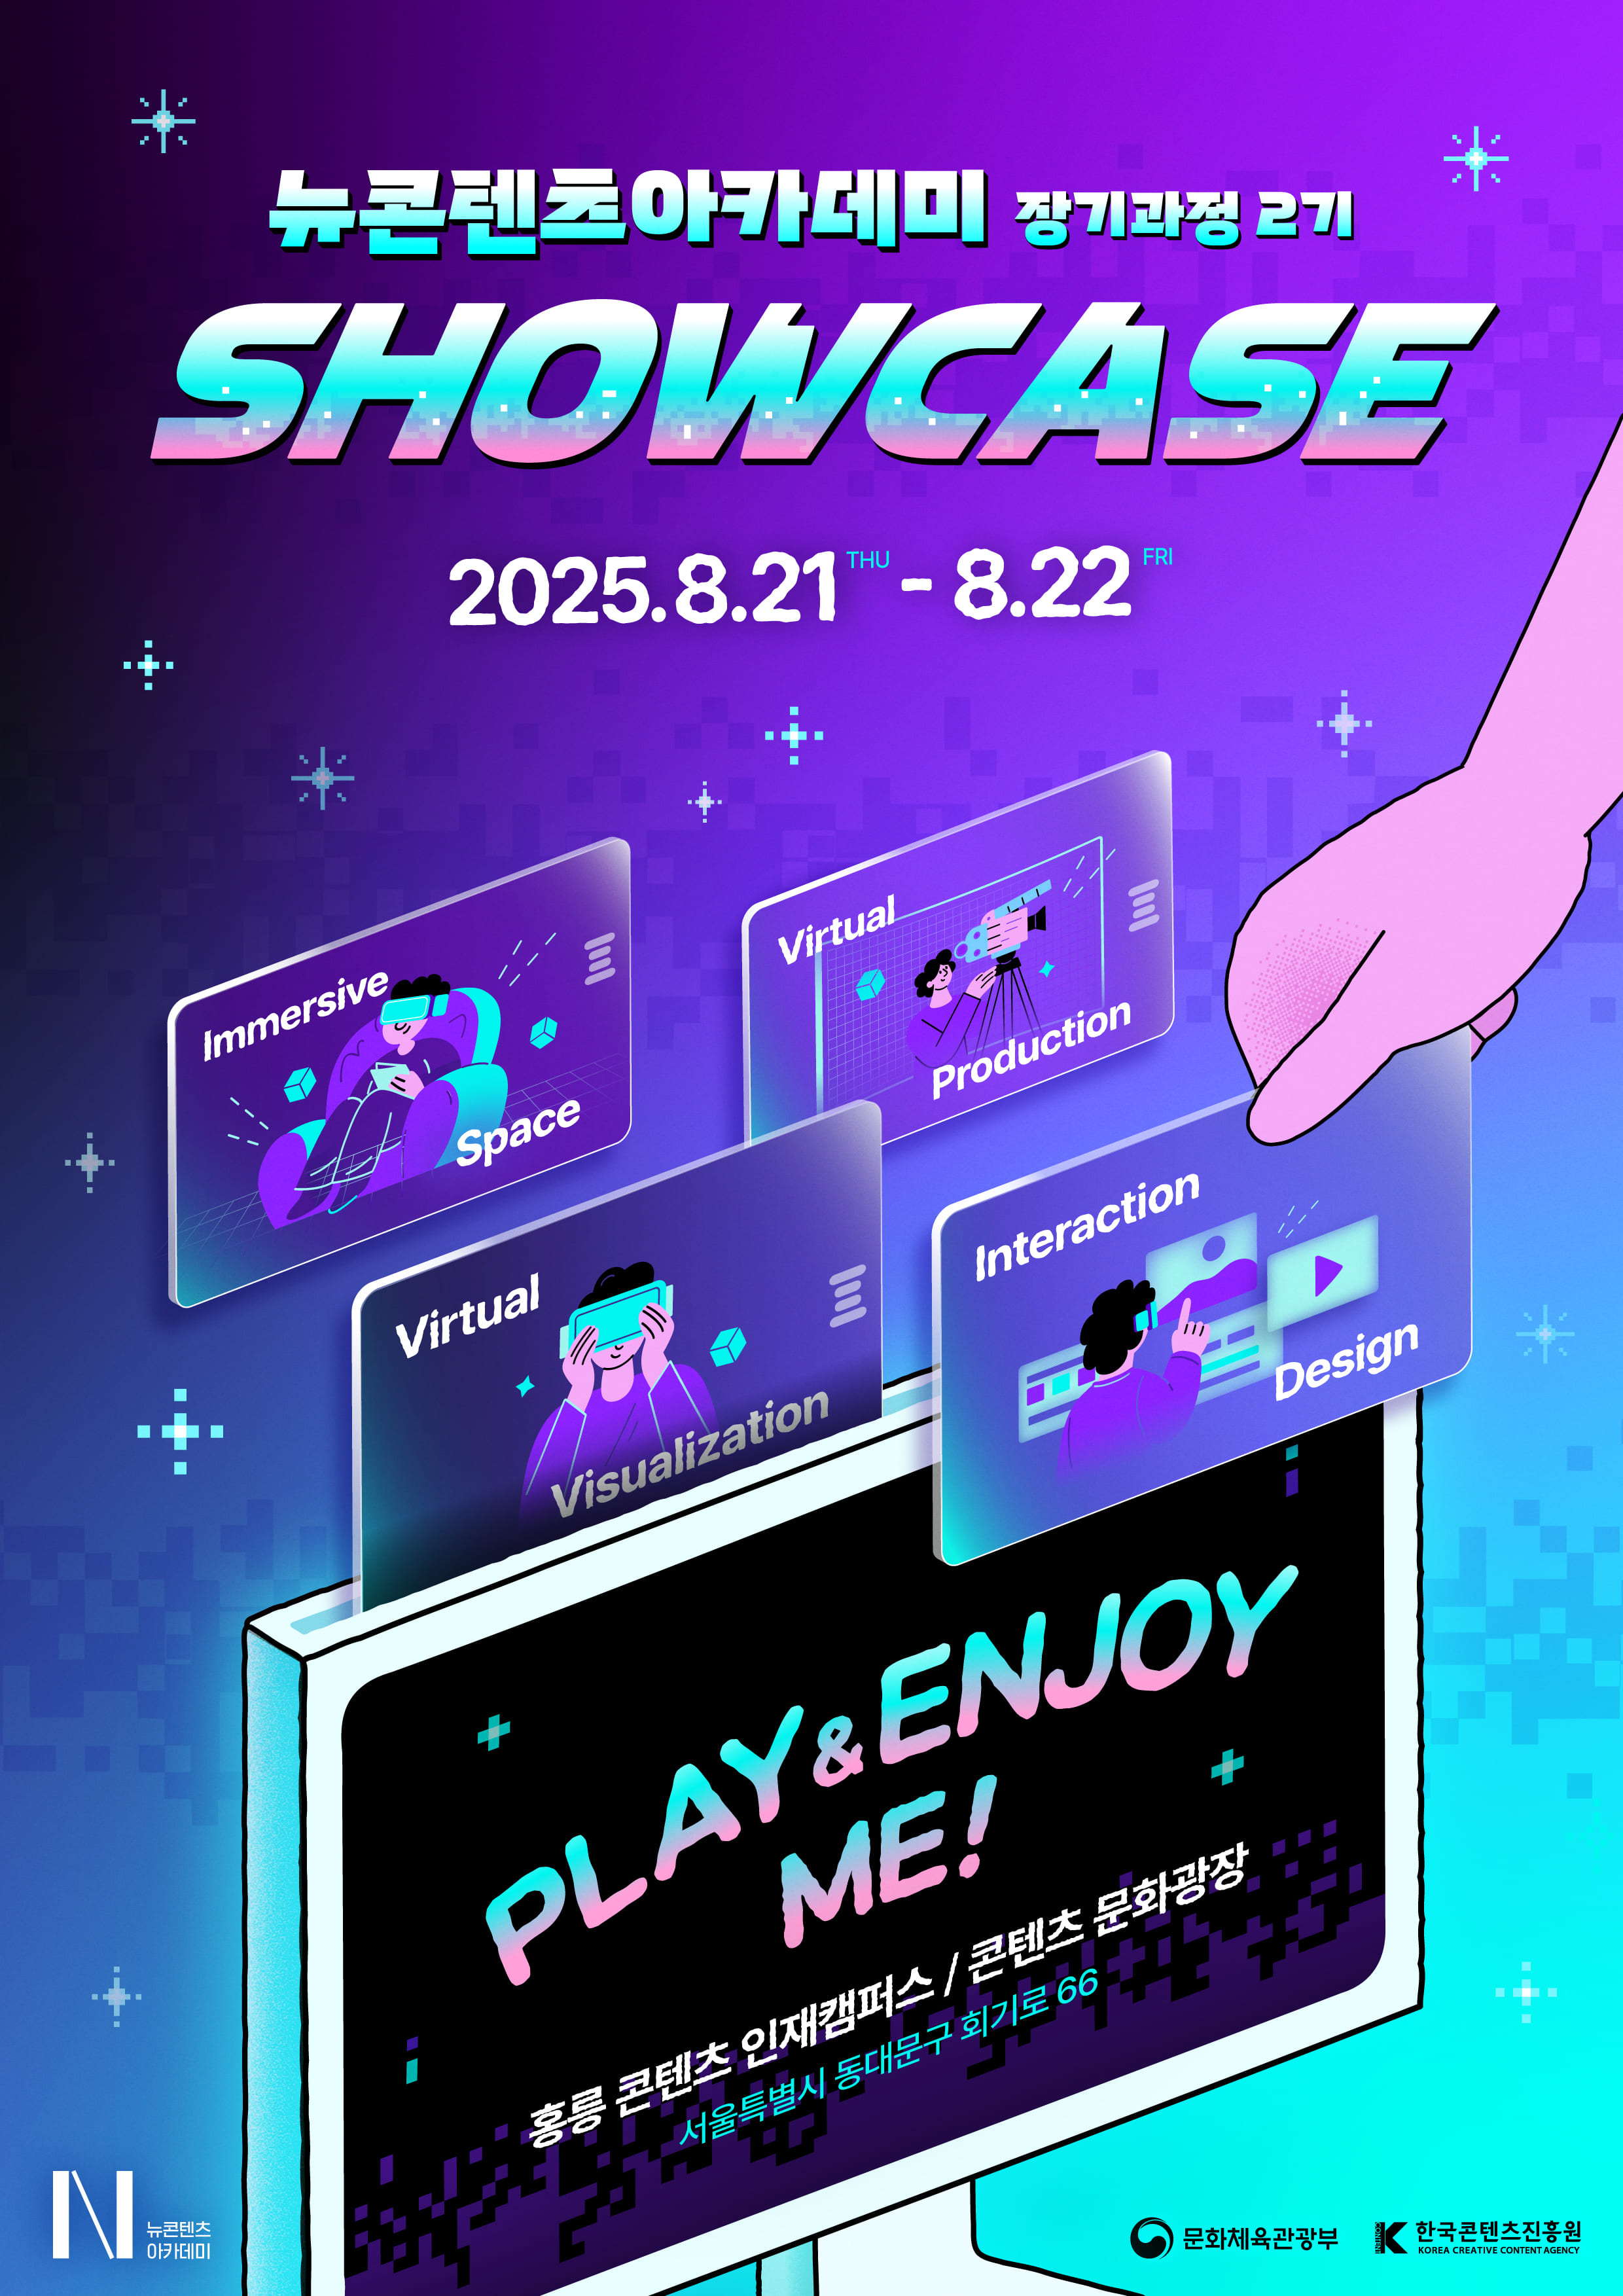 뉴콘텐츠아카데미 장기과정 2기
SHOWCASE
2025.8.21 THU - 8.22 FRI
Immersive
Space
Virtual
Production
Virtual
Visualization
Interaction
Design
PLAY & ENJOY
ME!
홍릉 콘텐츠 인재캠퍼스 / 콘텐츠 문화광장
서울특별시 동대문구 회기로 66
뉴콘텐츠
아카데미
문화체육관광부
한국콘텐츠진흥원
KOREA CREATIVE CONTENT AGENCY